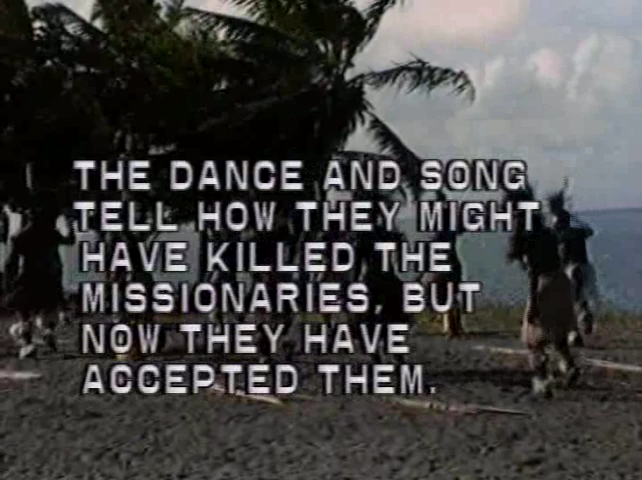 THE DANCE AND SONG
TELL HOW THEY MIGHT
HAVE KILLED THE
MISSIONARIES, BUT
NOW THEY HAVE
ACCEPTED THEM.